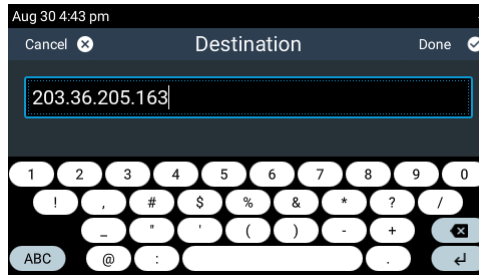 Aug 30 4:43 pm
Cancel Destination Done
203.36.205.163
1 2 3 4 5 6 7 8 9 0
! , # $ % & * ? /
_ " ' ( ) - +
ABC @ : .